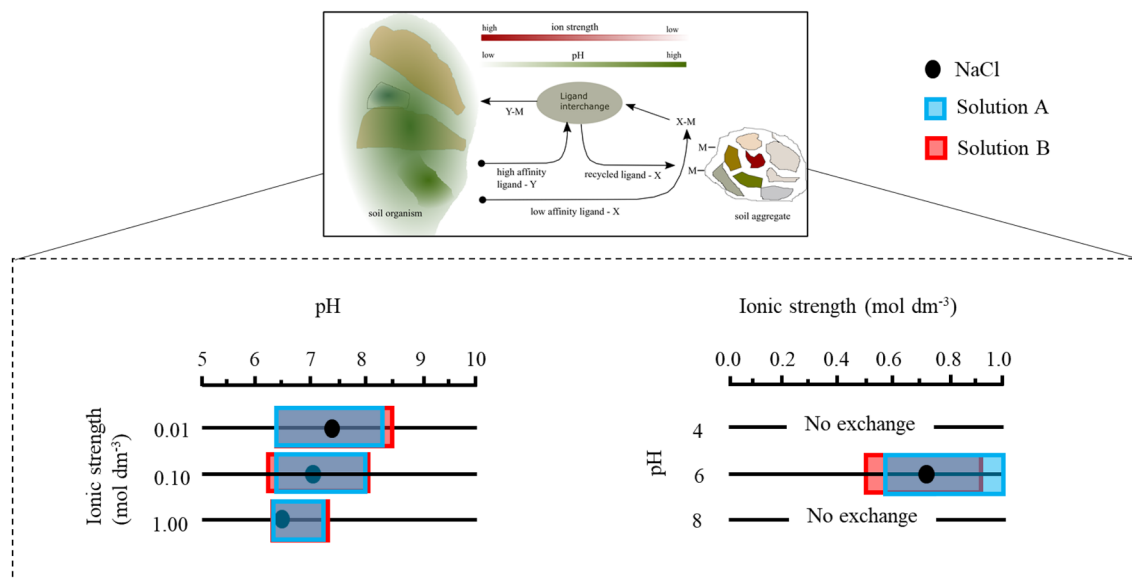 high
ion strength
low
low
pH
high
Ligand
interchange
Y-M
X-M
M
M
high affinity
ligand - Y
recycled ligand - X
low affinity ligand - X
soil organism
soil aggregate
NaCl
Solution A
Solution B
pH
5 6 7 8 9 10
Ionic strength
(mol dm-3)
0.01
0.10
1.00
Ionic strength (mol dm-3)
0.0 0.2 0.4 0.6 0.8 1.0
pH
4 No exchange
6
8 No exchange